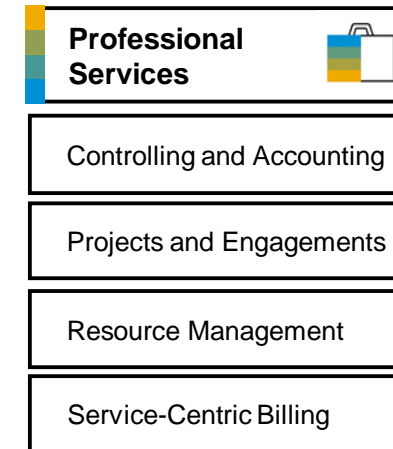 Professional
Services
Controlling and Accounting
Projects and Engagements
Resource Management
Service-Centric Billing